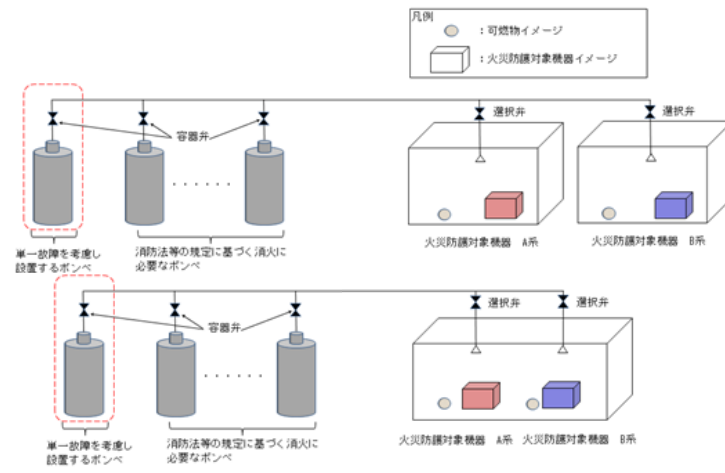 凡例
：可燃物イメージ
：火災防護対象機器イメージ
容器弁
選択弁
選択弁
・・・・・・
火災防護対象機器 A系
火災防護対象機器 B系
単一故障を考慮し
設置するボンベ
消防法等の規定に基づく消火に
必要なボンベ
容器弁
選択弁
選択弁
・・・・・・
火災防護対象機器 A系
火災防護対象機器 B系
単一故障を考慮し
設置するボンベ
消防法等の規定に基づく消火に
必要なボンベ